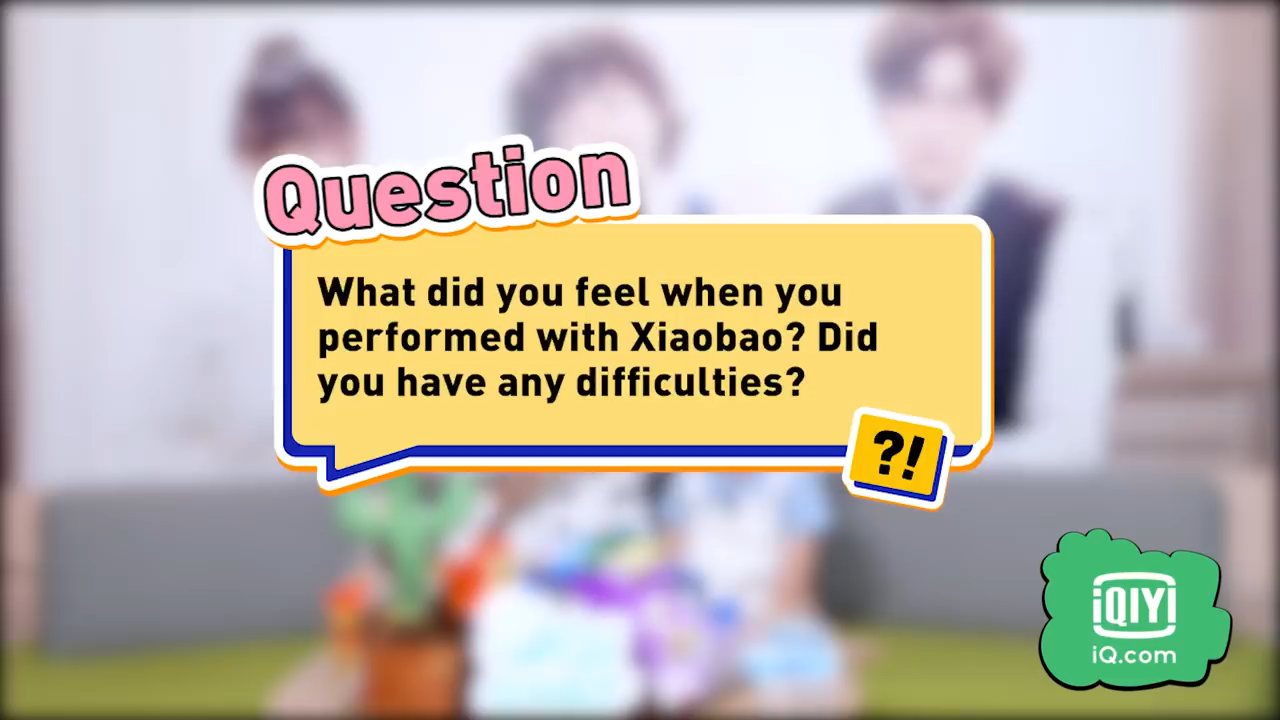 Question
What did you feel when you
performed with Xiaobao? Did
you have any difficulties?
?!
iQIYI
iQ.com